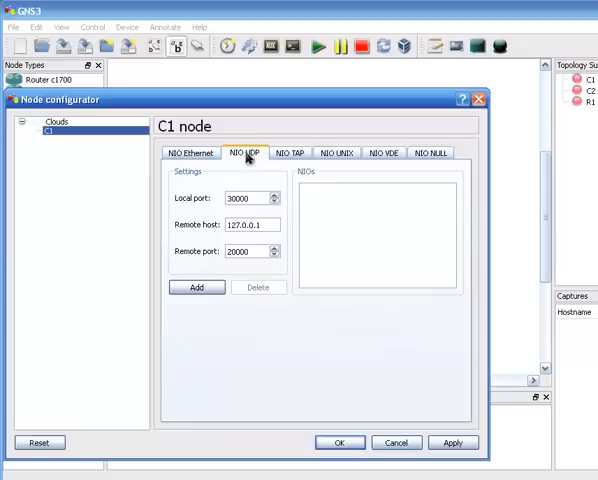 GNS3
File Edit View Control Device Annotate Help
Node Types
Topology Su
Router c1700
C1
C2
R1
Node configurator
Clouds
C1
C1 node
NIO Ethernet NIO UDP NIO TAP NIO UNIX NIO VDE NIO NULL
Settings
NIOs
Local port: 30000
Remote host: 127.0.0.1
Remote port: 20000
Add Delete
Captures
Hostname
Reset OK Cancel Apply